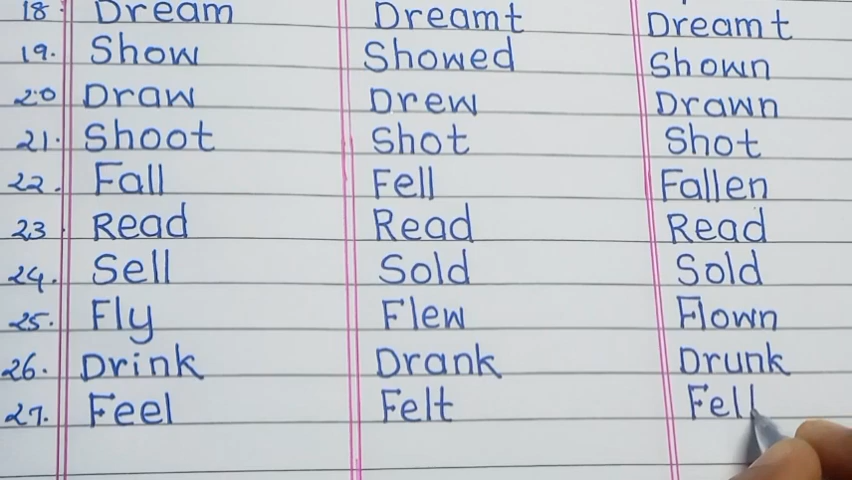 18. Dream Dreamt Dreamt
19. Show Showed Shown
20 Draw Drew Drawn
21. Shoot Shot Shot
22. Fall Fell Fallen
23. Read Read Read
24. Sell Sold Sold
25. Fly Flew Flown
26. Drink Drank Drunk
27. Feel Felt Fell